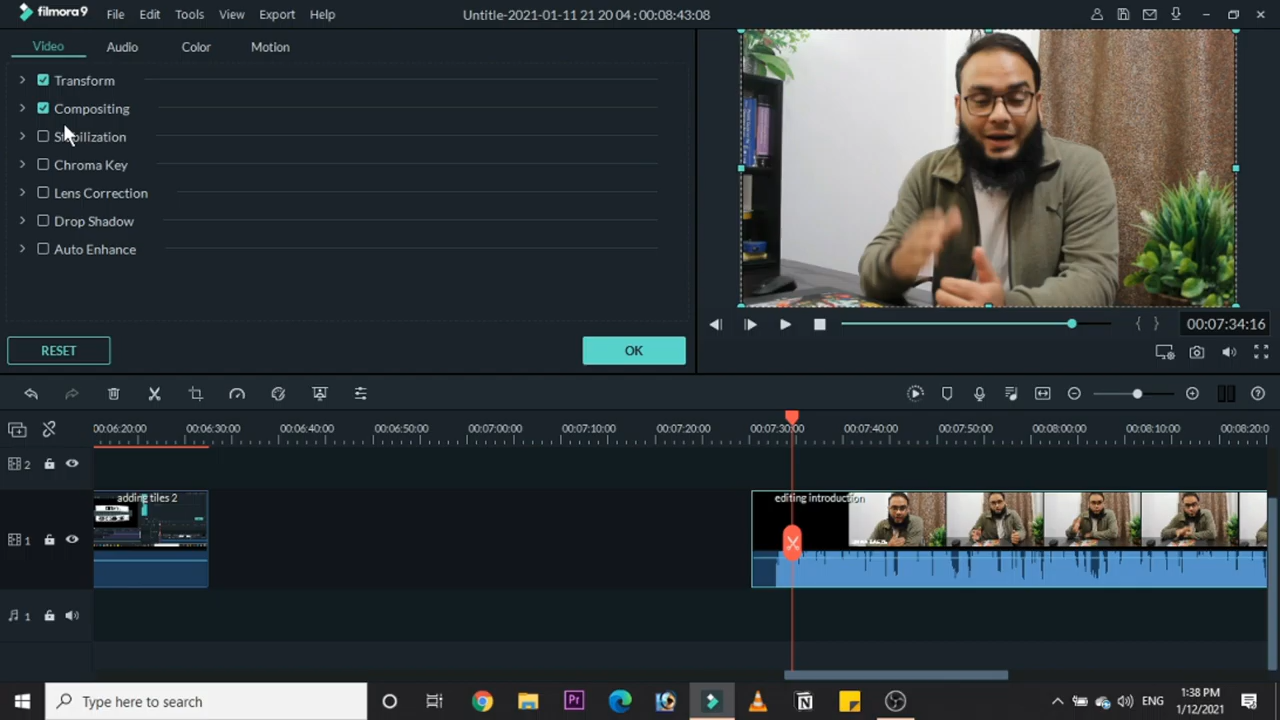 filmora9 File Edit Tools View Export Help Untitle-2021-01-11 21 20 04 : 00:08:43:08
Video Audio Color Motion
Transform
Compositing
Stabilization
Chroma Key
Lens Correction
Drop Shadow
Auto Enhance
RESET OK
{ } 00:07:34:16
00:06:20:00 00:06:30:00 00:06:40:00 00:06:50:00 00:07:00:00 00:07:10:00 00:07:20:00 00:07:30:00 00:07:40:00 00:07:50:00 00:08:00:00 00:08:10:00 00:08:20:0
2
adding tiles 2 editing introduction
1
1
Type here to search Pr N ENG 1:38 PM
1/12/2021